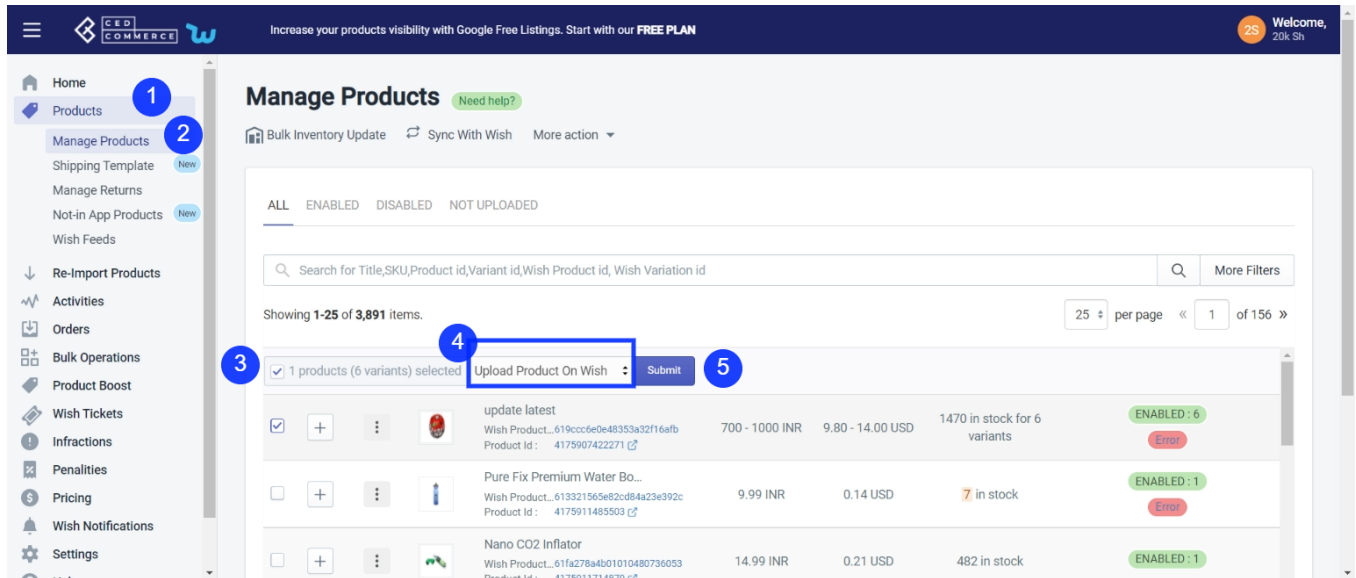 CED
COMMERCE
Increase your products visibility with Google Free Listings. Start with our FREE PLAN
2S
Welcome,
20k Sh
Home
Products
1
Manage Products
2
Shipping Template New
Manage Returns
Not-in App Products New
Wish Feeds
Re-Import Products
Activities
Orders
Bulk Operations
Product Boost
Wish Tickets
Infractions
Penalities
Pricing
Wish Notifications
Settings
Manage Products Need help?
Bulk Inventory Update Sync With Wish More action
ALL ENABLED DISABLED NOT UPLOADED
Search for Title,SKU,Product id,Variant id,Wish Product id, Wish Variation id
More Filters
Showing 1-25 of 3,891 items.
25 per page « 1 of 156 »
3
4
1 products (6 variants) selected Upload Product On Wish Submit
5
update latest
Wish Product...619ccc6e0e48353a32f16afb
Product Id : 4175907422271
700 - 1000 INR 9.80 - 14.00 USD
1470 in stock for 6
variants
ENABLED : 6
Error
Pure Fix Premium Water Bo...
Wish Product...613321565e82cd84a23e392c
Product Id : 4175911485503
9.99 INR 0.14 USD 7 in stock
ENABLED : 1
Error
Nano CO2 Inflator
Wish Product...61fa278a4b01010480736053
14.99 INR 0.21 USD 482 in stock
ENABLED : 1